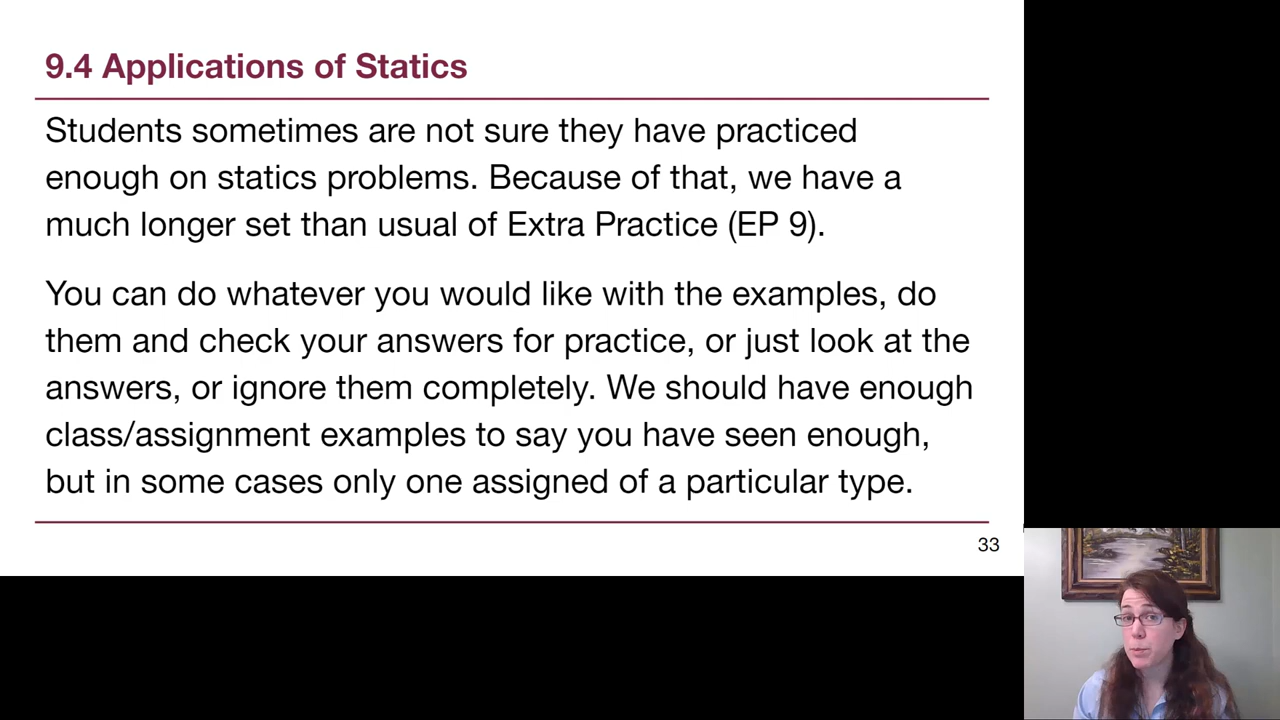 9.4 Applications of Statics
Students sometimes are not sure they have practiced
enough on statics problems. Because of that, we have a
much longer set than usual of Extra Practice (EP 9).
You can do whatever you would like with the examples, do
them and check your answers for practice, or just look at the
answers, or ignore them completely. We should have enough
class/assignment examples to say you have seen enough,
but in some cases only one assigned of a particular type.
33